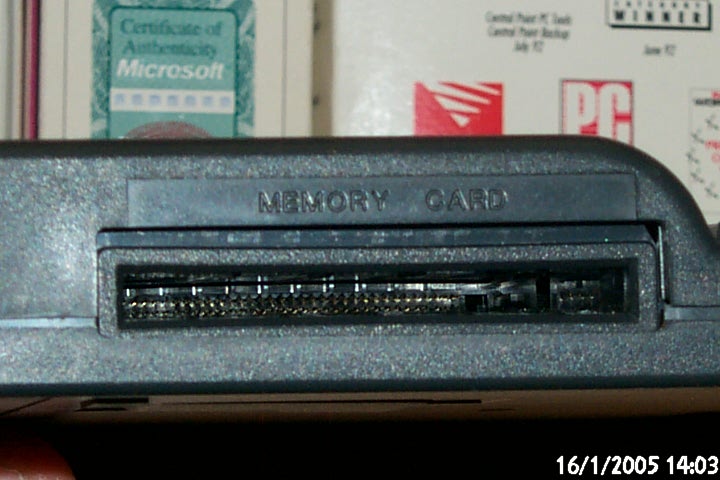 Certificate of
Authenticity
Microsoft
Central Point PC Tools
Central Point Backup
July 92
WINNER
June 92
PC
MEMORY CARD
16/1/2005 14:03